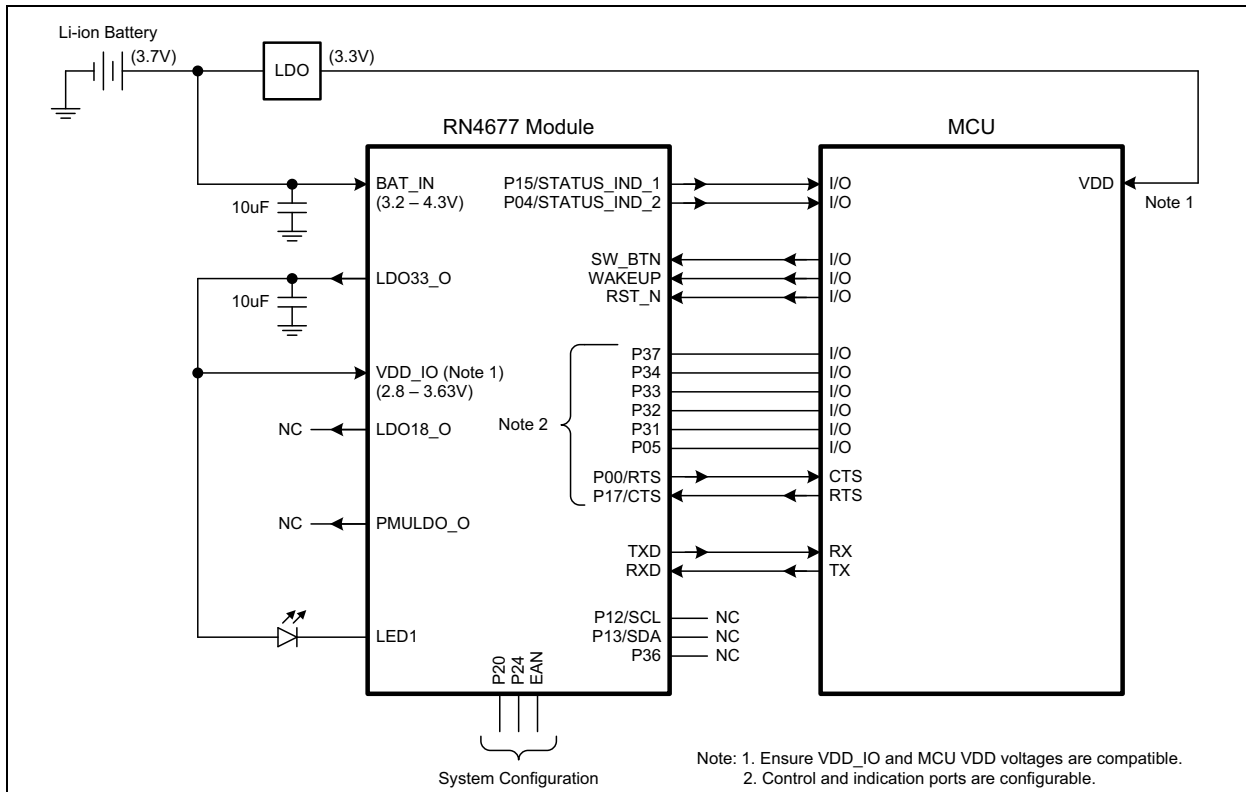 Li-ion Battery
(3.7V)
LDO
(3.3V)
RN4677 Module
MCU
BAT_IN
(3.2 – 4.3V)
10uF
P15/STATUS_IND_1
I/O
P04/STATUS_IND_2
I/O
VDD
Note 1
SW_BTN
I/O
WAKEUP
I/O
RST_N
I/O
LDO33_O
10uF
VDD_IO (Note 1)
(2.8 – 3.63V)
NC
LDO18_O
NC
PMULDO_O
LED1
Note 2
P37
I/O
P34
I/O
P33
I/O
P32
I/O
P31
I/O
P05
I/O
P00/RTS
CTS
P17/CTS
RTS
TXD
RX
RXD
TX
P12/SCL
NC
P13/SDA
NC
P36
NC
P20
P24
EAN
System Configuration
Note: 1. Ensure VDD_IO and MCU VDD voltages are compatible.
2. Control and indication ports are configurable.